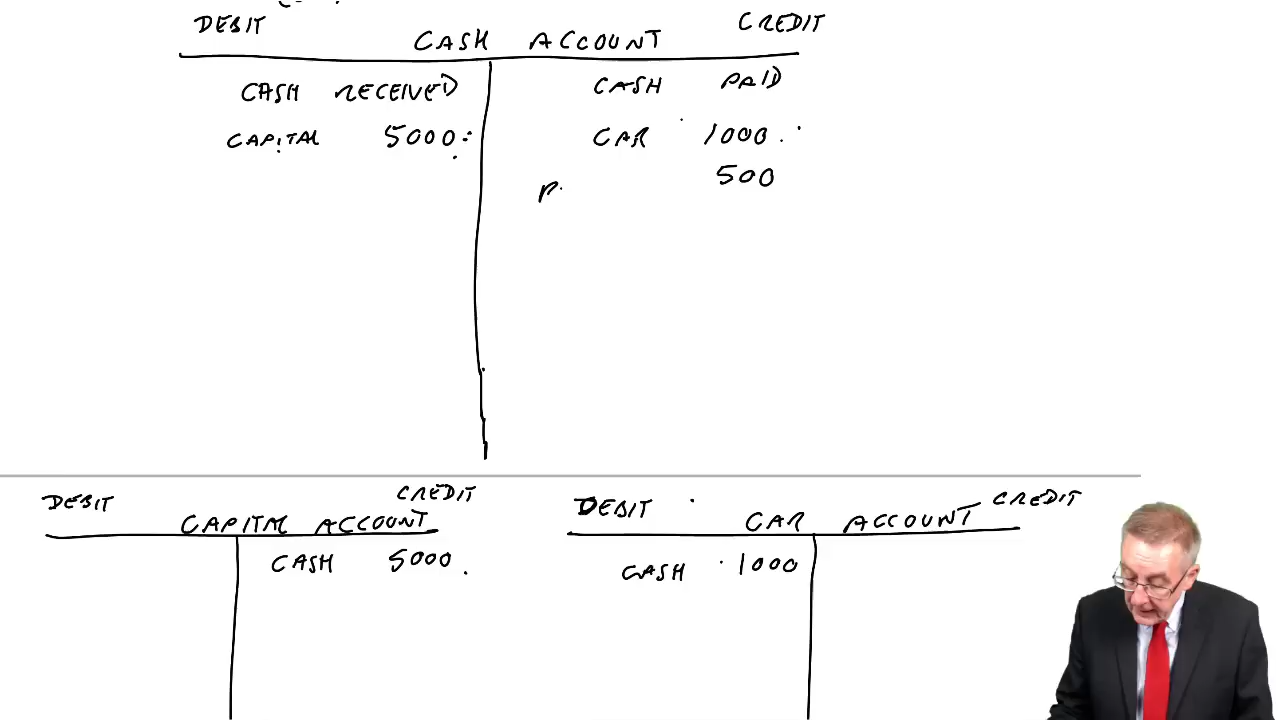 DEBIT CREDIT
CASH ACCOUNT
CASH RECEIVED CASH PAID
CAPITAL 5000 CAR 1000
P 500
DEBIT CREDIT DEBIT CREDIT
CAPITAL ACCOUNT CAR ACCOUNT
CASH 5000 CASH 1000